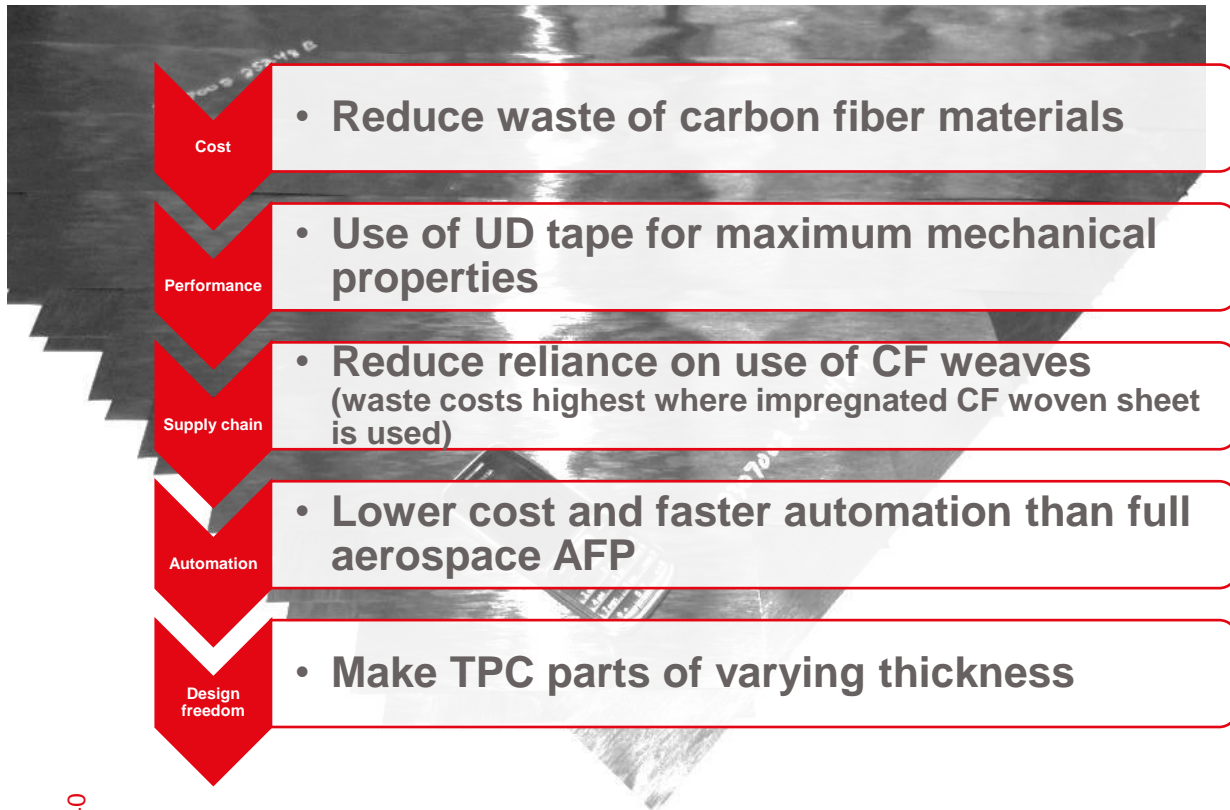 Cost
• Reduce waste of carbon fiber materials
Performance
• Use of UD tape for maximum mechanical
properties
Supply chain
• Reduce reliance on use of CF weaves
(waste costs highest where impregnated CF woven sheet
is used)
Automation
• Lower cost and faster automation than full
aerospace AFP
Design
freedom
• Make TPC parts of varying thickness